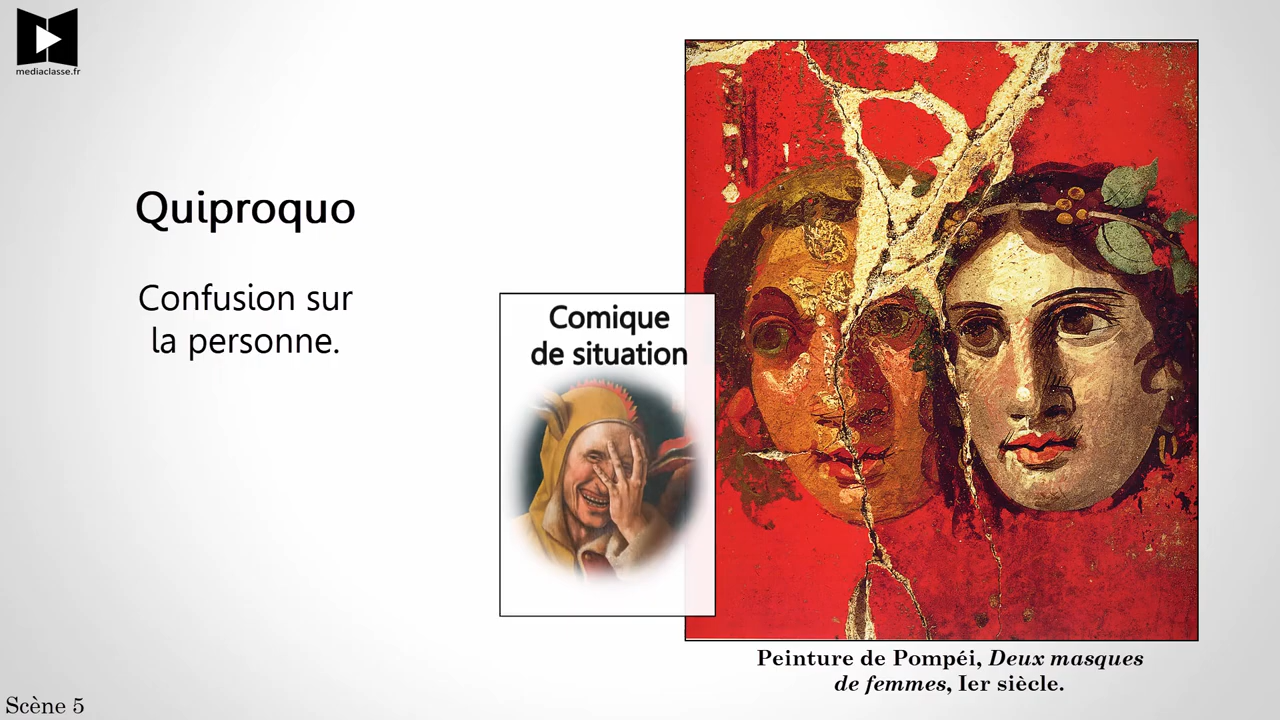 mediaclasse.fr
Quiproquo
Confusion sur
la personne.
Comique
de situation
Peinture de Pompéi, Deux masques
de femmes, Ier siècle.
Scène 5